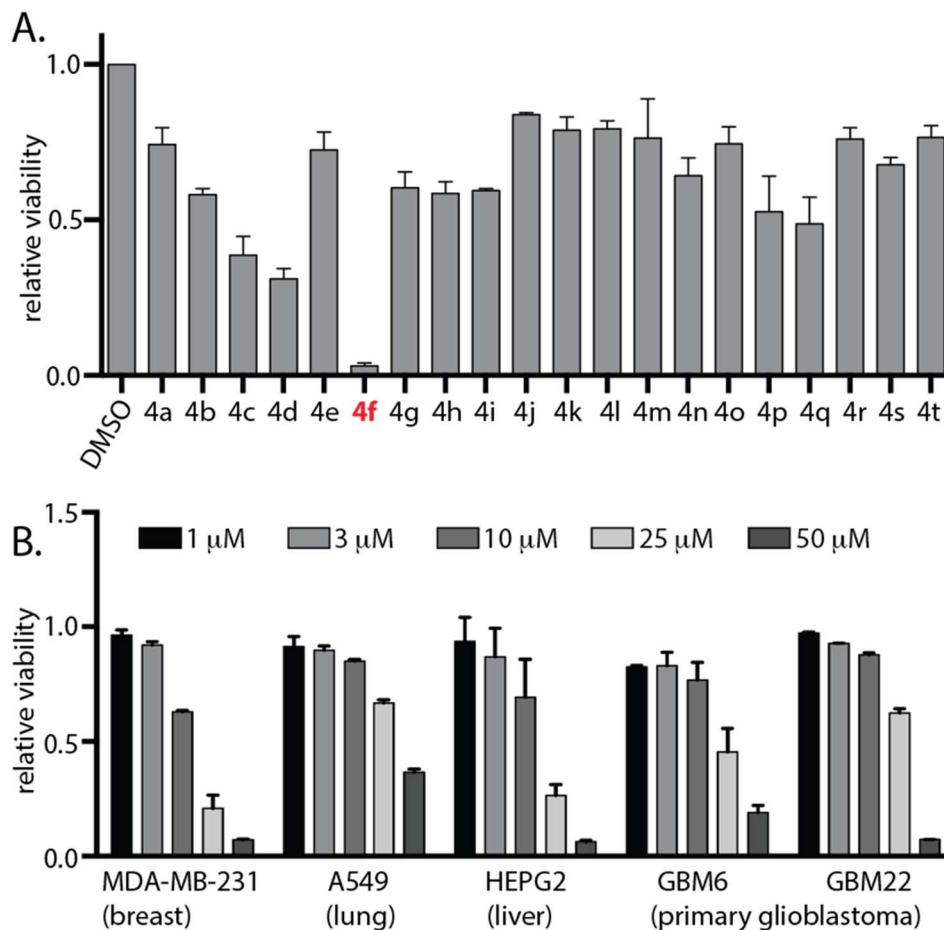 A.
relative viability
1.0
0.5
0.0
DMSO 4a 4b 4c 4d 4e 4f 4g 4h 4i 4j 4k 4l 4m 4n 4o 4p 4q 4r 4s 4t
B.
relative viability
1.5
1.0
0.5
0.0
1 μM 3 μM 10 μM 25 μM 50 μM
MDA-MB-231 A549 HEPG2 GBM6 GBM22
(breast) (lung) (liver) (primary glioblastoma)